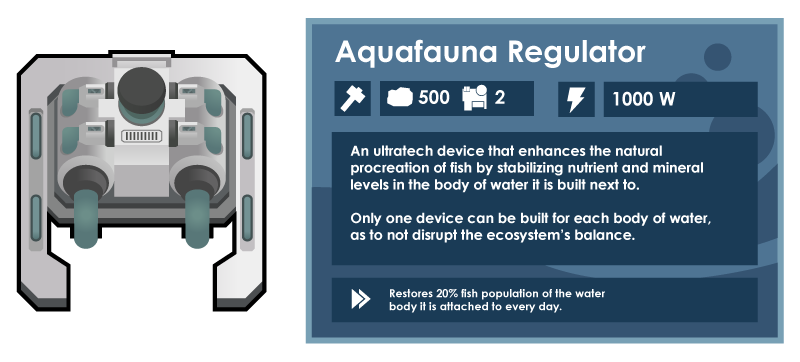 Aquafauna Regulator
500 2 1000 W
An ultratech device that enhances the natural
procreation of fish by stabilizing nutrient and mineral
levels in the body of water it is built next to.
Only one device can be built for each body of water,
as to not disrupt the ecosystem's balance.
Restores 20% fish population of the water
body it is attached to every day.